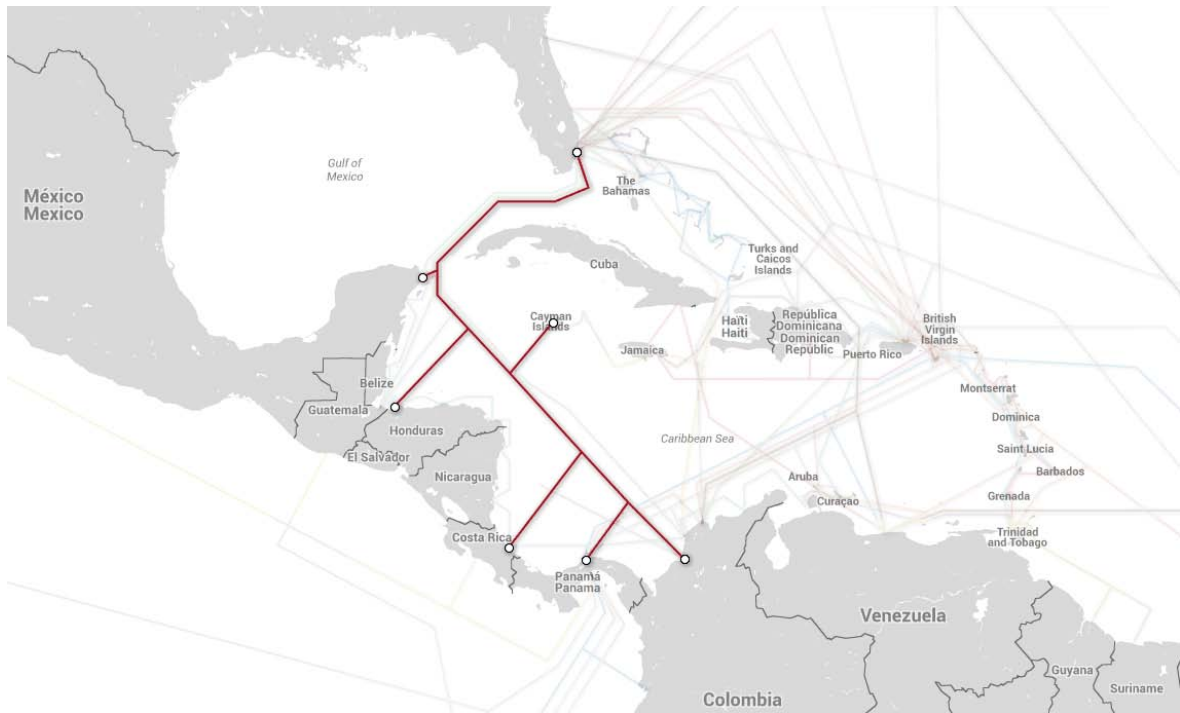 Gulf of
Mexico
México
Mexico
The
Bahamas
Turks and
Caicos
Islands
Cuba
Cayman
Islands
Haïti
Haiti
República
Dominicana
Dominican
Republic
British
Virgin
Islands
Jamaica
Puerto Rico
Belize
Montserrat
Guatemala
Dominica
Honduras
Caribbean Sea
Saint Lucia
El Salvador
Barbados
Nicaragua
Aruba
Curaçao
Grenada
Costa Rica
Trinidad
and Tobago
Panamá
Panama
Venezuela
Guyana
Colombia
Suriname